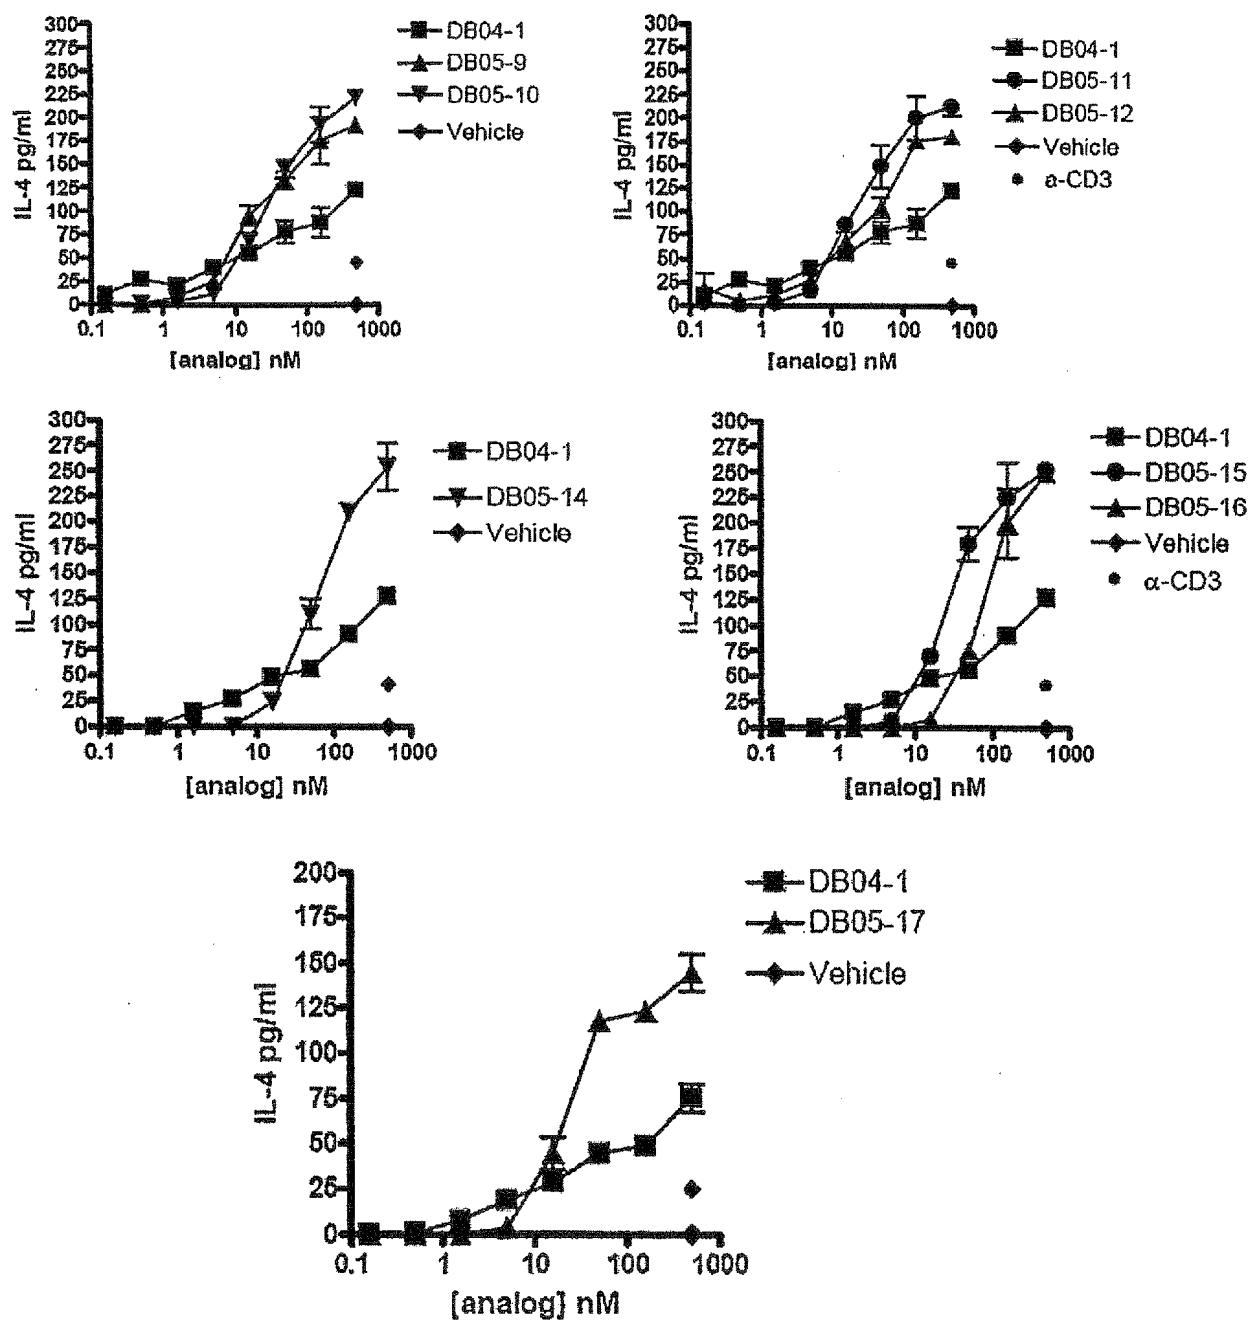 300
275
250
225
200
175
150
125
100
75
50
25
0
IL-4 pg/ml
0.1 1 10 100 1000
[analog] nM
DB04-1
DB05-9
DB05-10
Vehicle
300
275
250
225
200
175
150
125
100
75
50
25
0
IL-4 pg/ml
0.1 1 10 100 1000
[analog] nM
DB04-1
DB05-11
DB05-12
Vehicle
a-CD3
300
275
250
225
200
175
150
125
100
75
50
25
0
IL-4 pg/ml
0.1 1 10 100 1000
[analog] nM
DB04-1
DB05-14
Vehicle
300
275
250
225
200
175
150
125
100
75
50
25
0
IL-4 pg/ml
0.1 1 10 100 1000
[analog] nM
DB04-1
DB05-15
DB05-16
Vehicle
α-CD3
200
175
150
125
100
75
50
25
0
IL-4 pg/ml
0.1 1 10 100 1000
[analog] nM
DB04-1
DB05-17
Vehicle